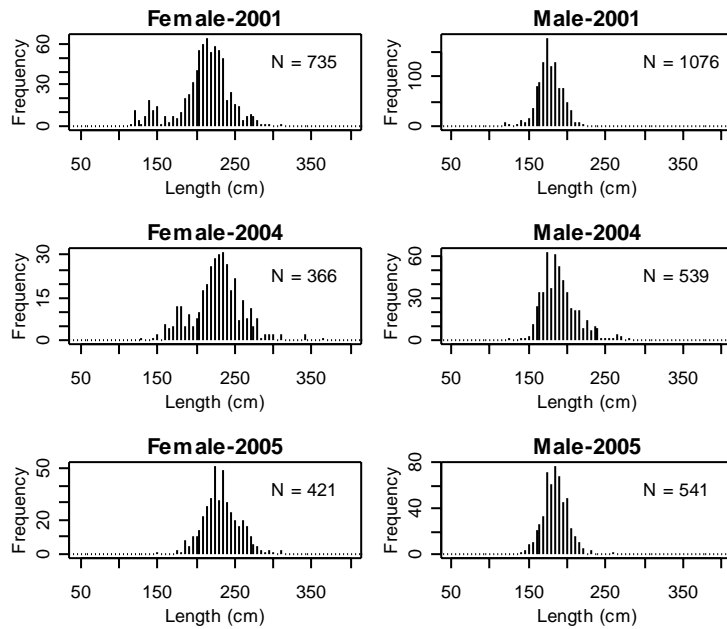 Female-2001
Frequency
0 30 60
N = 735
50 150 250 350
Length (cm)
Male-2001
Frequency
0 100
N = 1076
50 150 250 350
Length (cm)
Female-2004
Frequency
0 15 30
N = 366
50 150 250 350
Length (cm)
Male-2004
Frequency
0 30 60
N = 539
50 150 250 350
Length (cm)
Female-2005
Frequency
0 20 50
N = 421
50 150 250 350
Length (cm)
Male-2005
Frequency
0 40 80
N = 541
50 150 250 350
Length (cm)